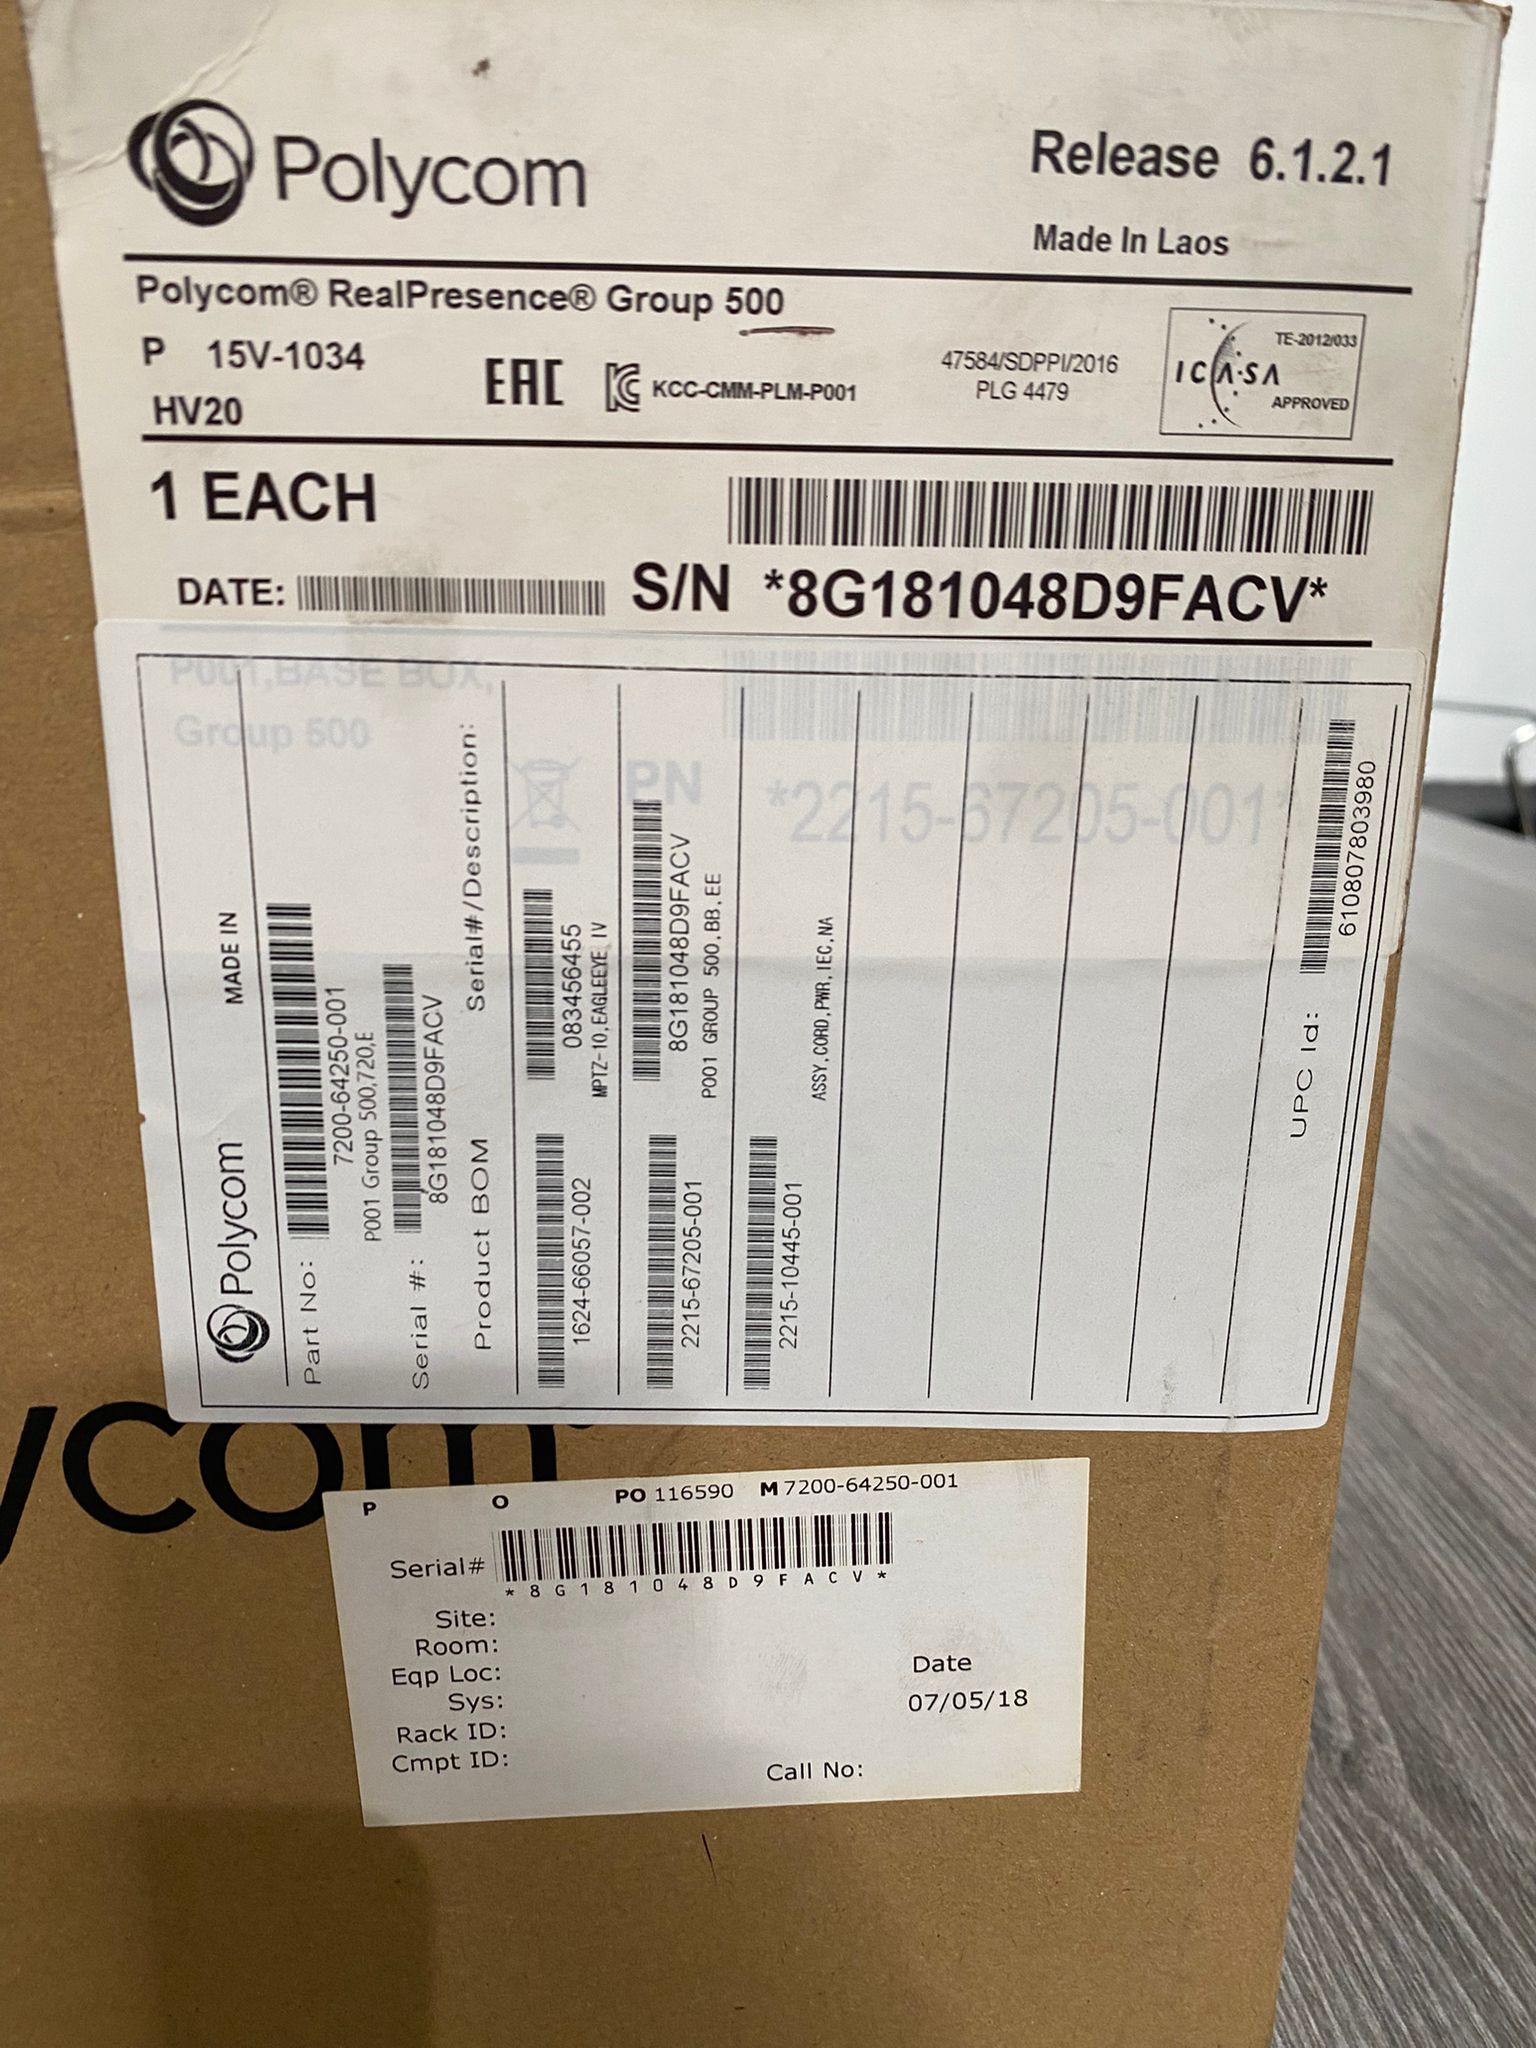 Polycom
Release 6.1.2.1
Made In Laos
Polycom® RealPresence® Group 500
P 15V-1034
HV20
EAC
KCC-CMM-PLM-P001
47584/SDPPI/2016
PLG 4479
TE-2012/033
ICASA
APPROVED
1 EACH
DATE:
S/N *8G181048D9FACV*
P001,BASE BOX,
Group 500
PN *2215-67205-001*
Polycom MADE IN
Part No:
7200-64250-001
P001 Group 500,720,E
Serial #:
8G181048D9FACV
Product BOM Serial#/Description:
1624-66057-002 083456455
MPTZ-10,EAGLEEYE IV
2215-67205-001 8G181048D9FACV
P001 GROUP 500,BB,EE
2215-10445-001 ASSY,CORD,PWR,IEC,NA
UPC Id: 610807803980
ycom
P O PO 116590 M 7200-64250-001
Serial#
*8G181048D9FACV*
Site:
Room:
Eqp Loc:
Sys:
Rack ID:
Cmpt ID:
Date
07/05/18
Call No: